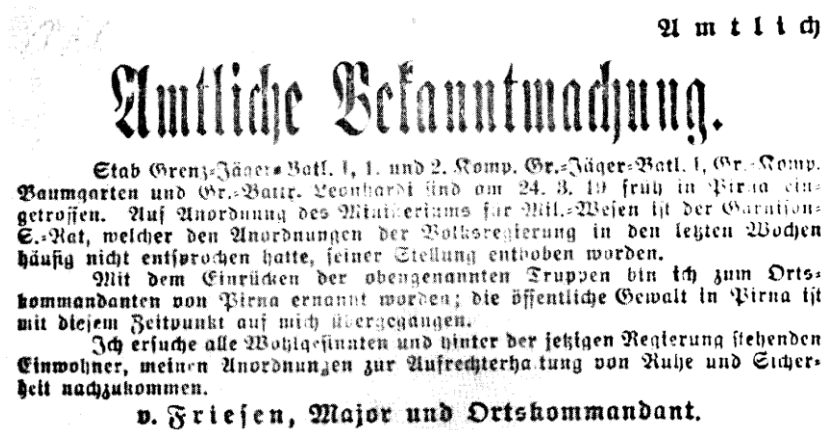 Amtlich
Amtliche Bekanntmachung.
Stab Grenz-Jäger-Batl. I, 1. und 2. Komp. Gr.-Jäger-Batl. I, Gr.-Komp.
Baumgarten und Gr.-Battr. Leonhardi sind am 24. 3. 19 früh in Pirna ein-
getroffen. Auf Anordnung des Ministeriums für Mil.-Wesen ist der Garnison-
S.-Rat, welcher den Anordnungen der Volksregierung in den letzten Wochen
häufig nicht entsprochen hatte, seiner Stellung enthoben worden.
Mit dem Einrücken der obengenannten Truppen bin ich zum Orts-
kommandanten von Pirna ernannt worden; die öffentliche Gewalt in Pirna ist
mit diesem Zeitpunkt auf mich übergegangen.
Ich ersuche alle Wohlgesinnten und hinter der jetzigen Regierung stehenden
Einwohner, meinen Anordnungen zur Aufrechterhaltung von Ruhe und Sicher-
heit nachzukommen.
v. Friesen, Major und Ortskommandant.